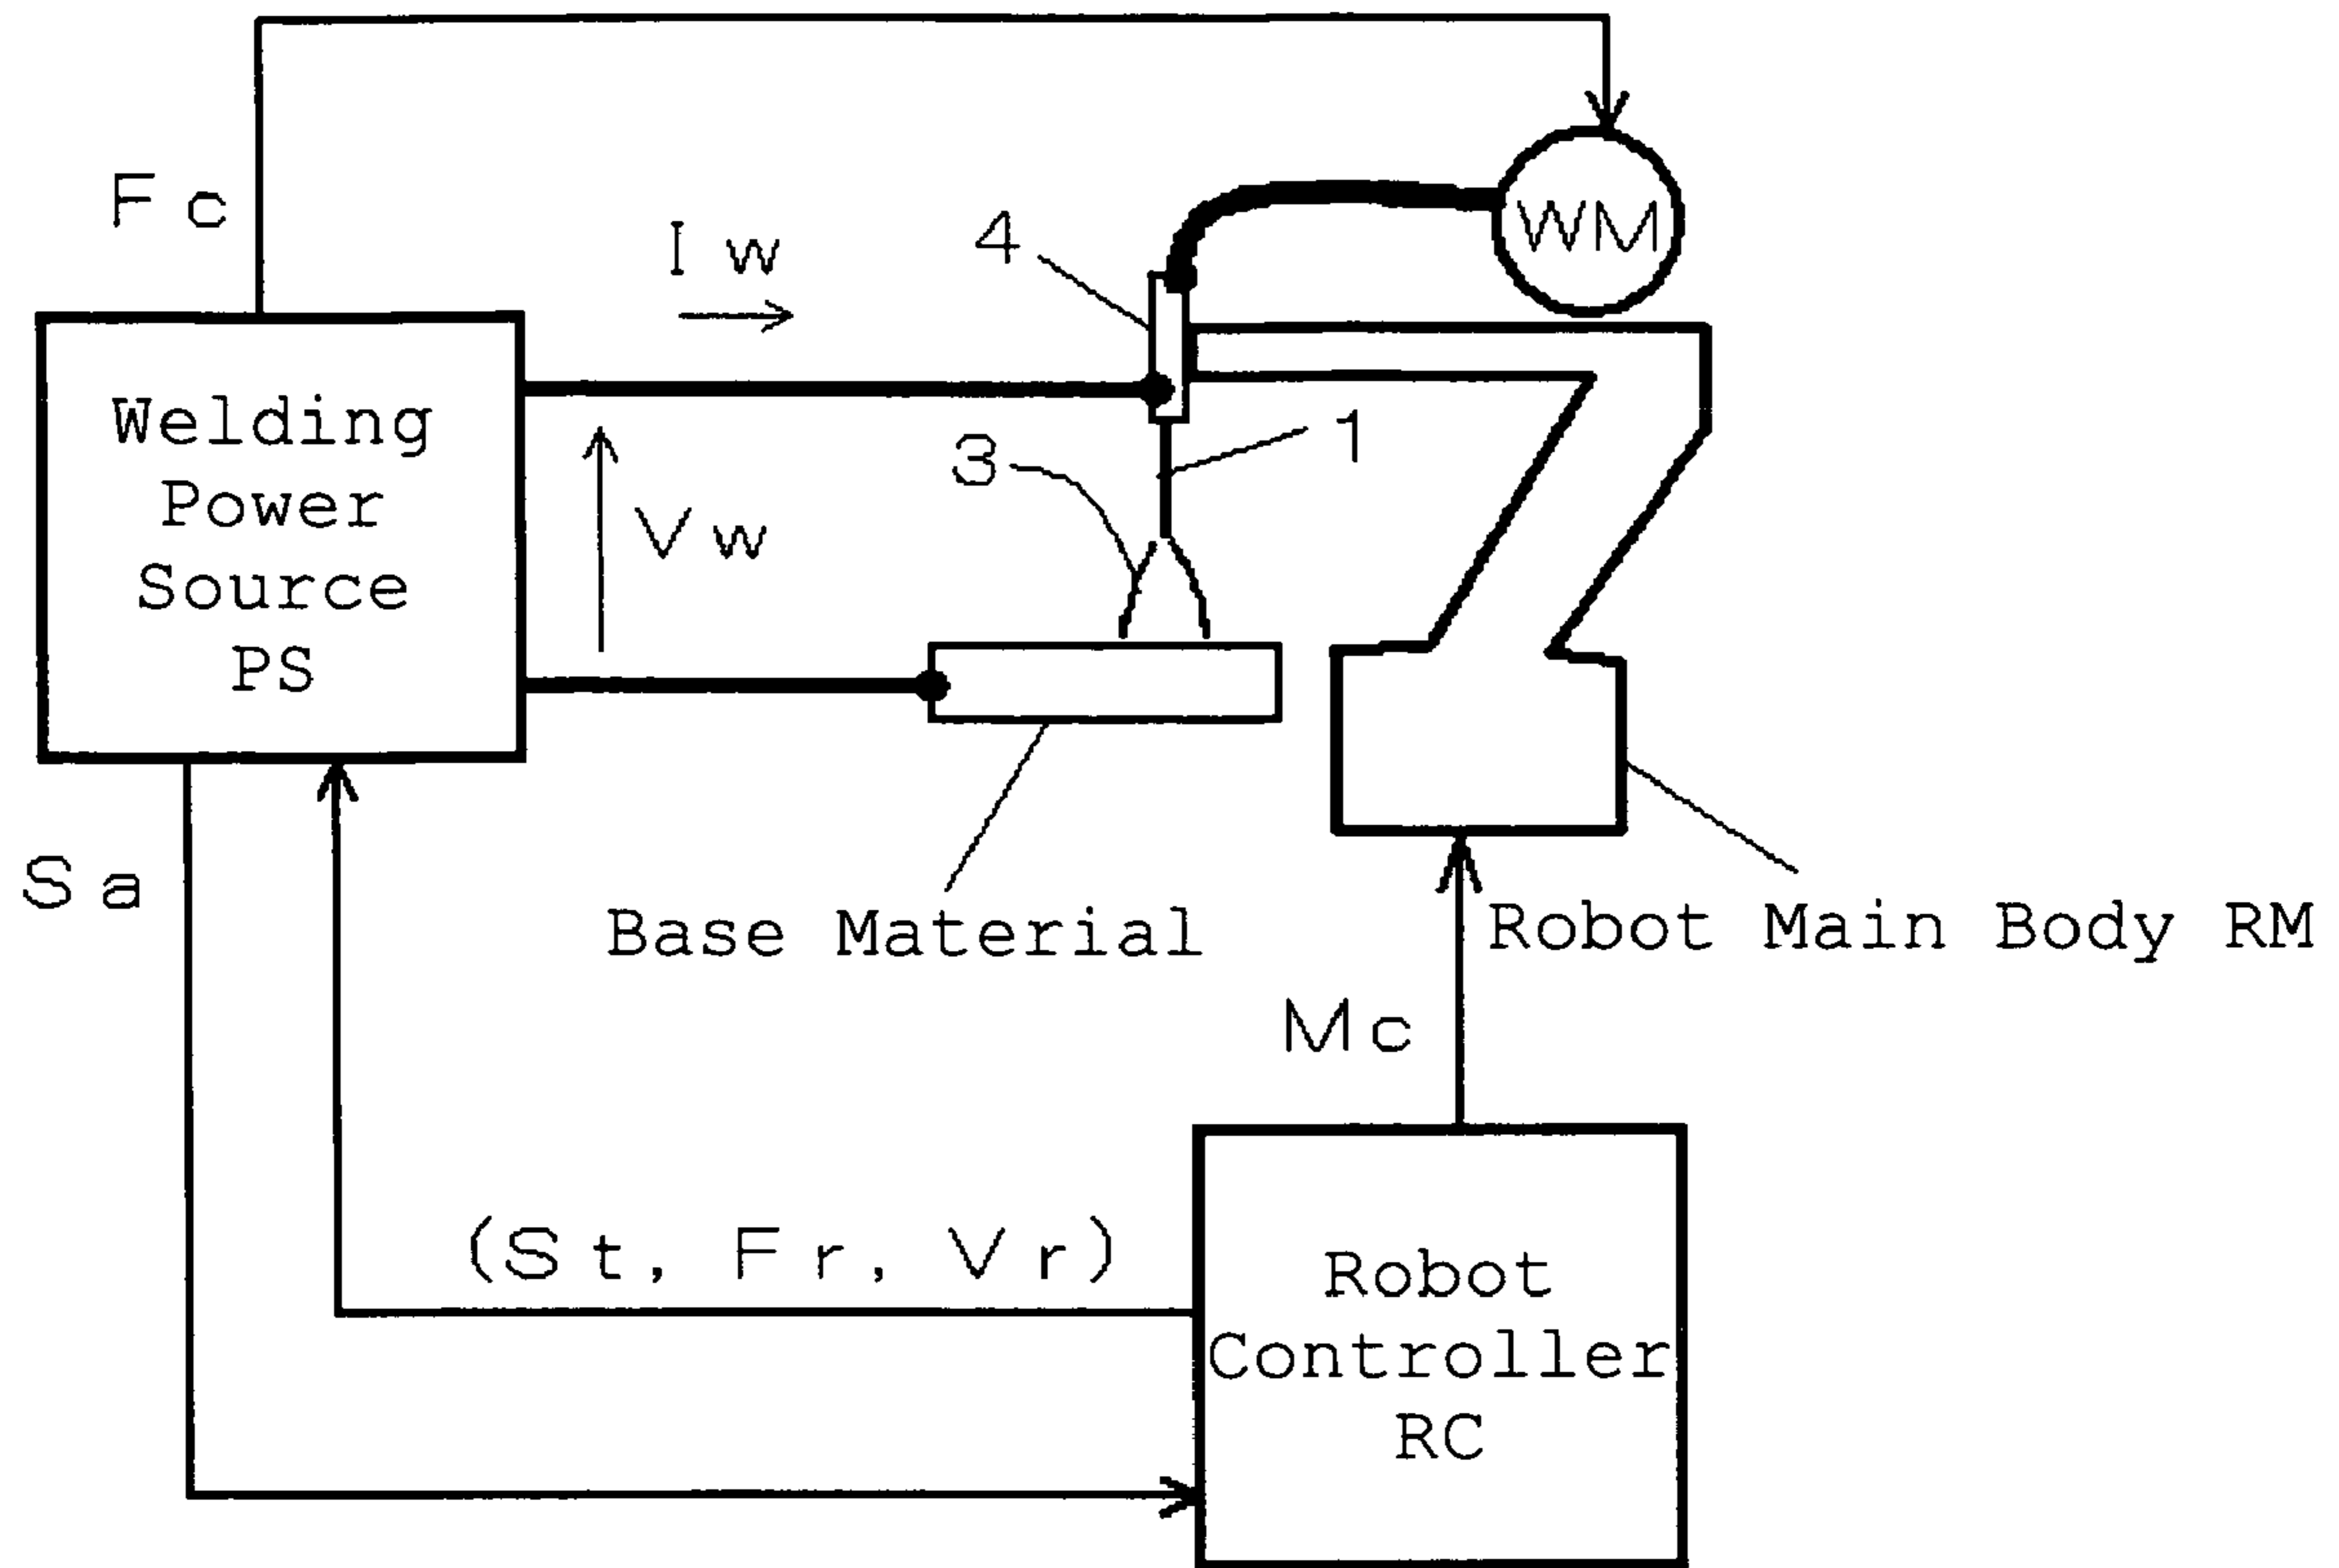 Fc
Iw
4
WM
Welding
Power
Source
PS
Vw
3
1
Sa
Base Material
Robot Main Body RM
Mc
(St, Fr, Vr)
Robot
Controller
RC